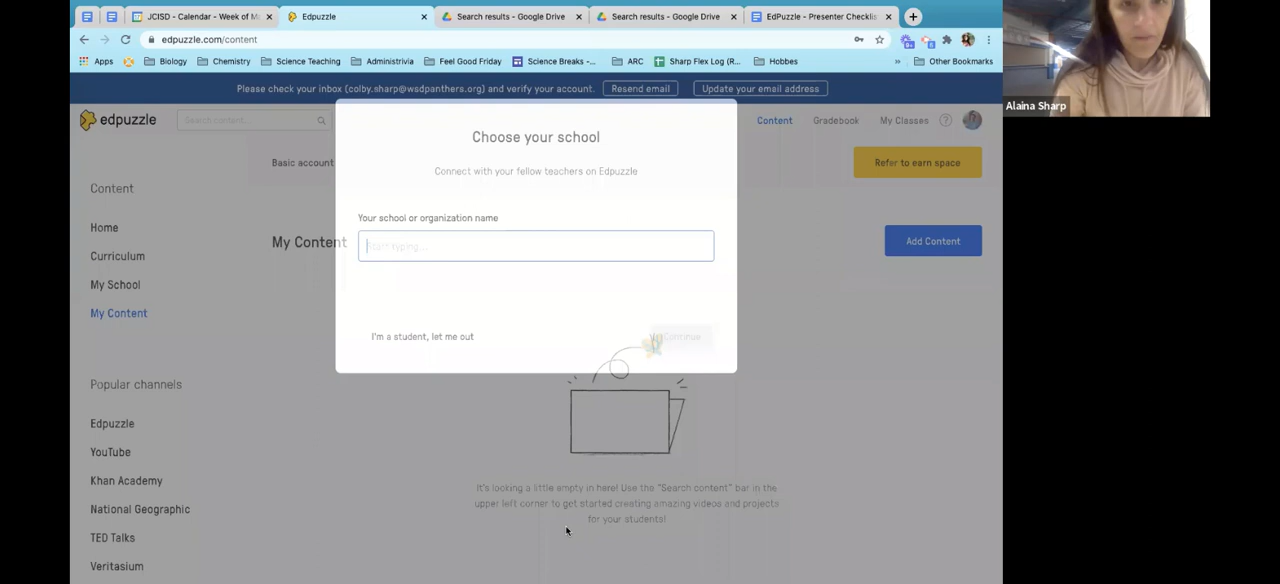 JCISD - Calendar - Week of M
Edpuzzle
Search results - Google Drive
Search results - Google Drive
EdPuzzle - Presenter Checklis
edpuzzle.com/content
Apps
Biology
Chemistry
Science Teaching
Administrivia
Feel Good Friday
Science Breaks -...
ARC
Sharp Flex Log (R...
Hobbes
»
Other Bookmarks
Please check your inbox (colby.sharp@wsdpanthers.org) and verify your account.
Resend email
Update your email address
Alaina Sharp
edpuzzle
Search content...
Content
Gradebook
My Classes
Choose your school
Basic account
Refer to earn space
Connect with your fellow teachers on Edpuzzle
Content
Your school or organization name
Home
My Content
Start typing...
Add Content
Curriculum
My School
My Content
I'm a student, let me out
Continue
Popular channels
Edpuzzle
YouTube
Khan Academy
National Geographic
TED Talks
Veritasium
It's looking a little empty in here! Use the "Search content" bar in the
upper left corner to get started creating amazing videos and projects
for your students!